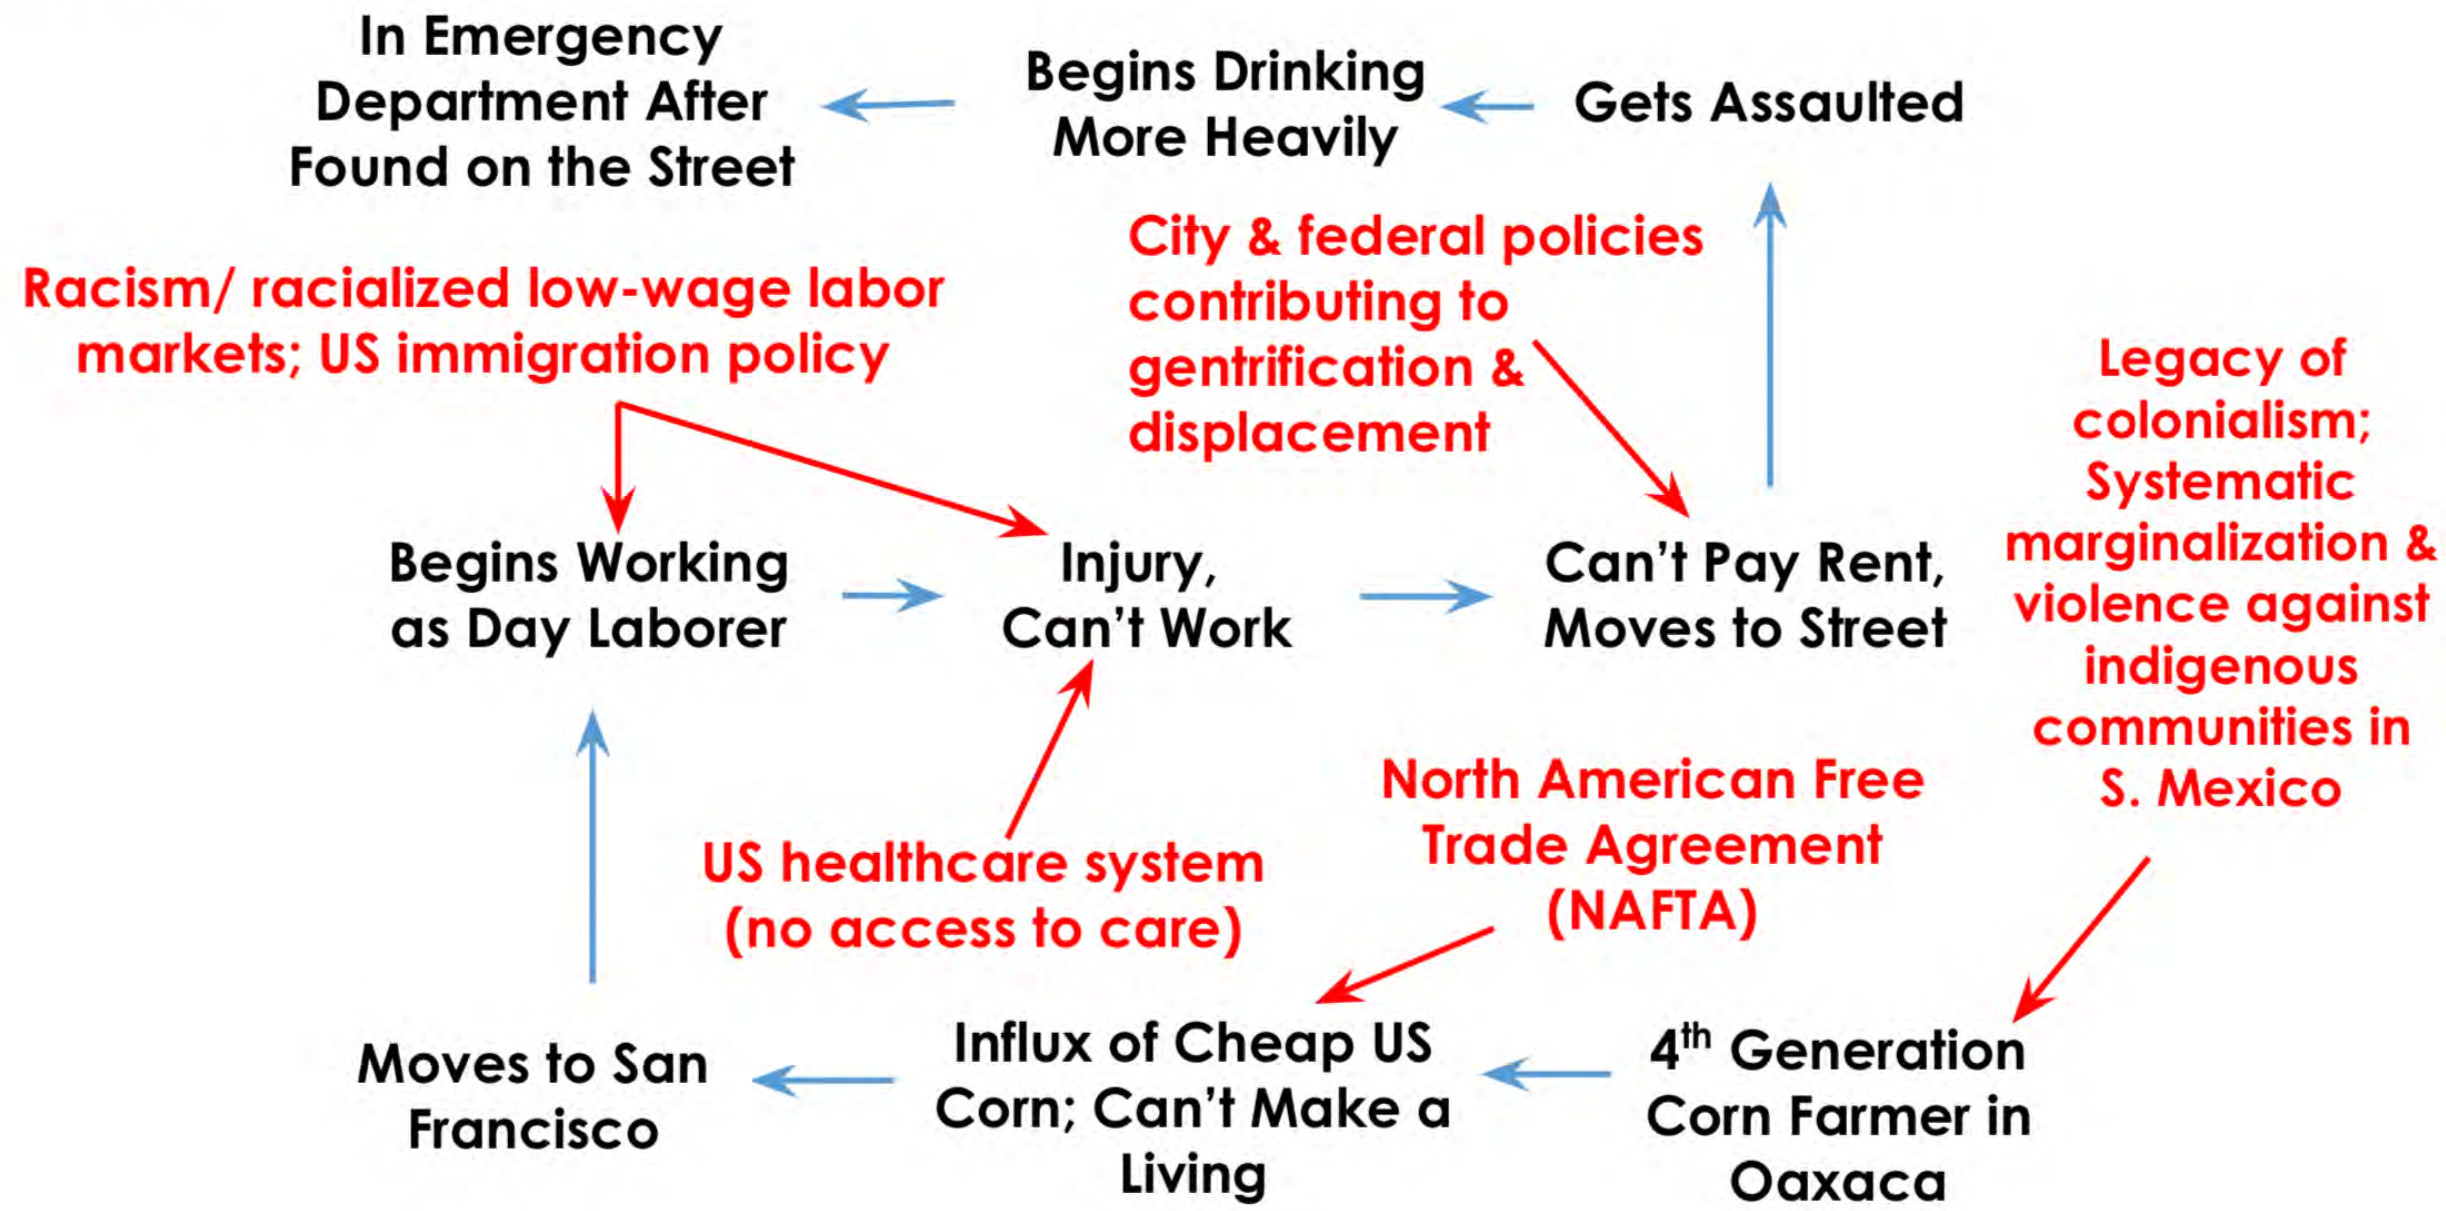 In Emergency
Department After
Found on the Street
Begins Drinking
More Heavily
Gets Assaulted
Racism/ racialized low-wage labor
markets; US immigration policy
City & federal policies
contributing to
gentrification &
displacement
Legacy of
colonialism;
Systematic
marginalization &
violence against
indigenous
communities in
S. Mexico
Begins Working
as Day Laborer
Injury,
Can't Work
Can't Pay Rent,
Moves to Street
US healthcare system
(no access to care)
North American Free
Trade Agreement
(NAFTA)
Moves to San
Francisco
Influx of Cheap US
Corn; Can't Make a
Living
4th Generation
Corn Farmer in
Oaxaca